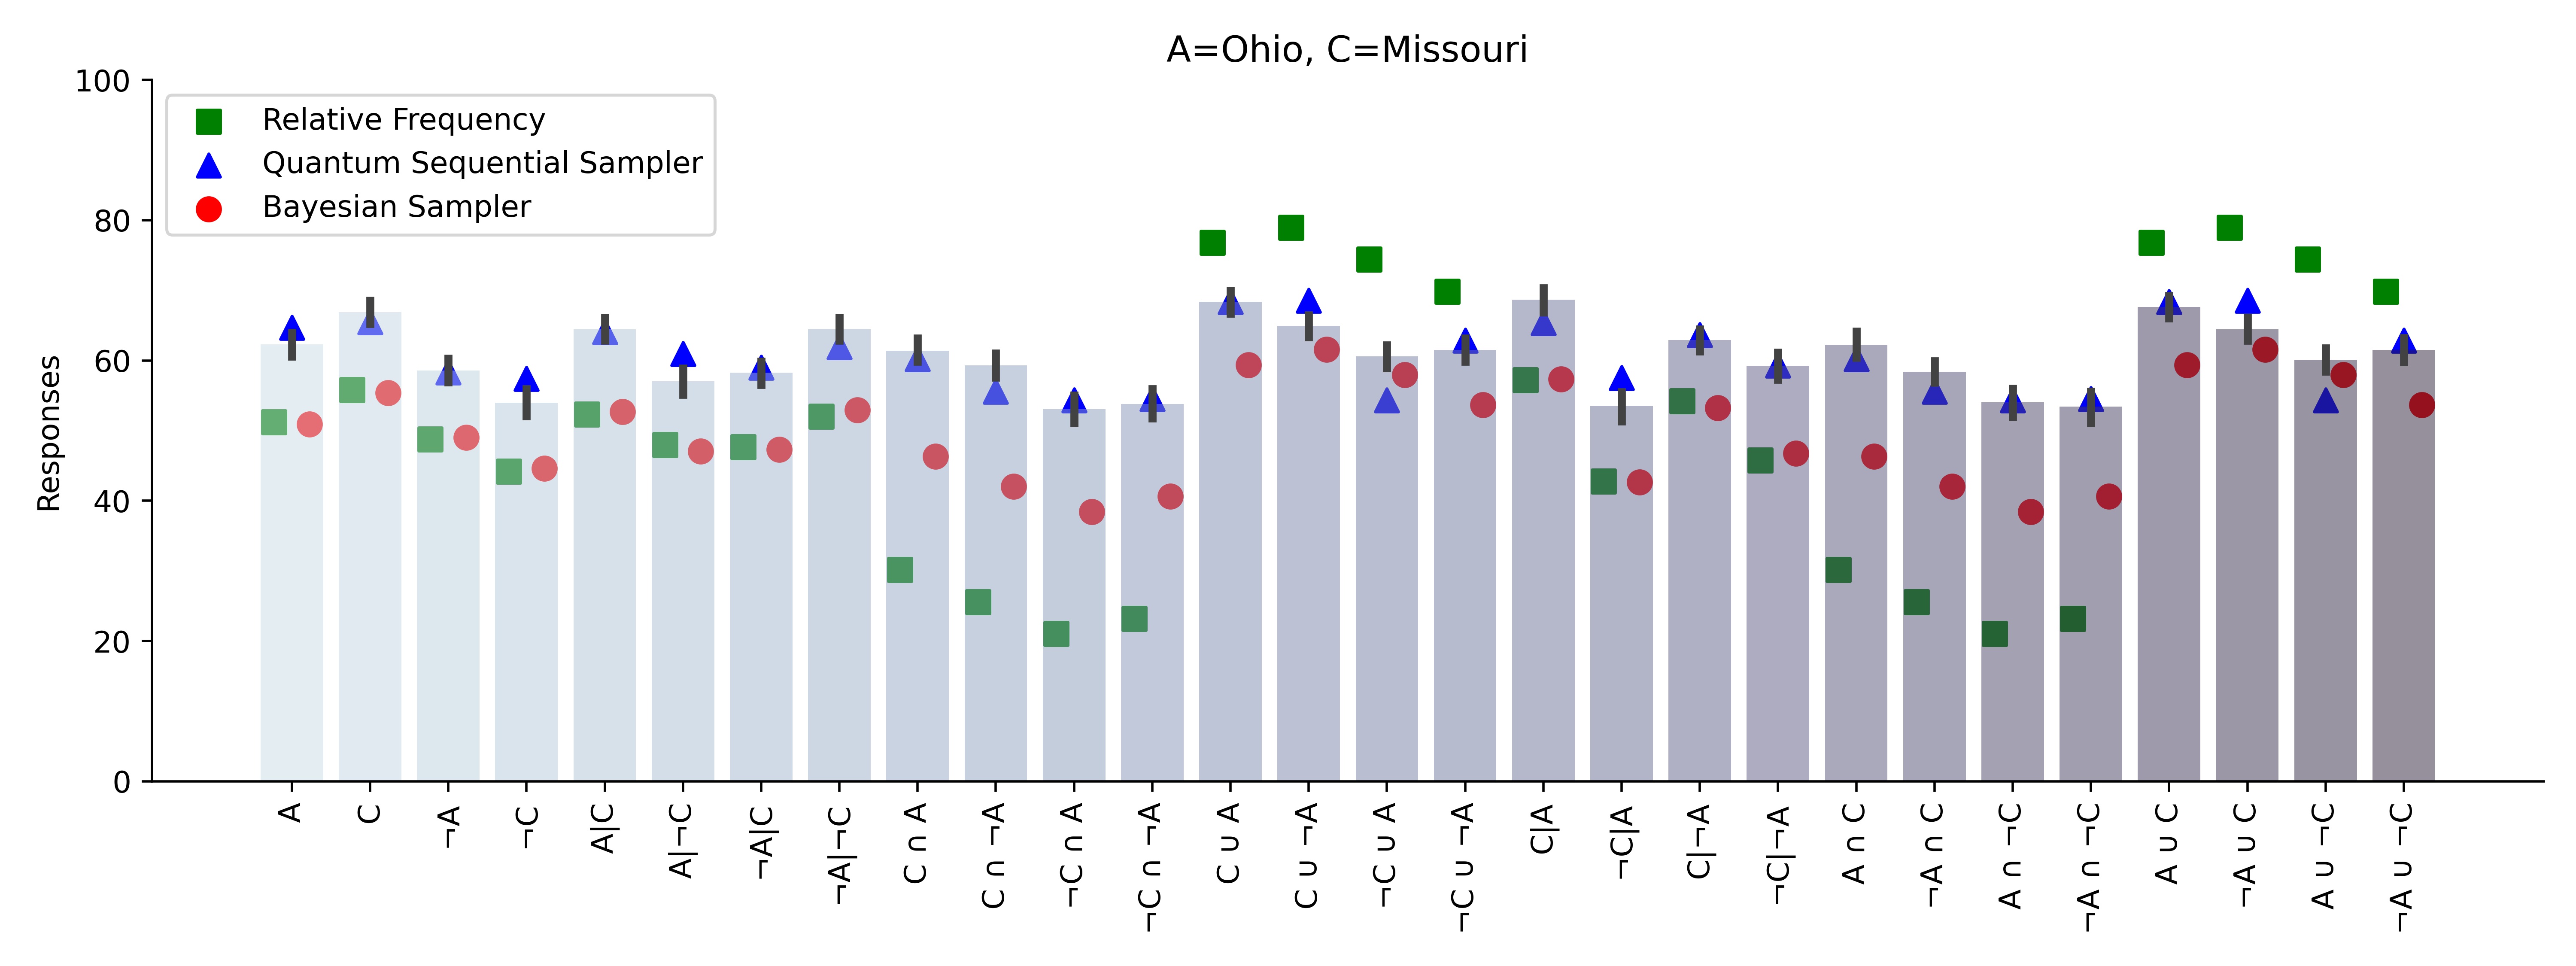 A=Ohio, C=Missouri
100
80
60
40
20
0
Responses
Relative Frequency
Quantum Sequential Sampler
Bayesian Sampler
A
C
¬A
¬C
A|C
A|¬C
¬A|C
¬A|¬C
C ∩ A
C ∩ ¬A
¬C ∩ A
¬C ∩ ¬A
C ∪ A
C ∪ ¬A
¬C ∪ A
¬C ∪ ¬A
C|A
¬C|A
C|¬A
¬C|¬A
A ∩ C
¬A ∩ C
A ∩ ¬C
¬A ∩ ¬C
A ∪ C
¬A ∪ C
A ∪ ¬C
¬A ∪ ¬C